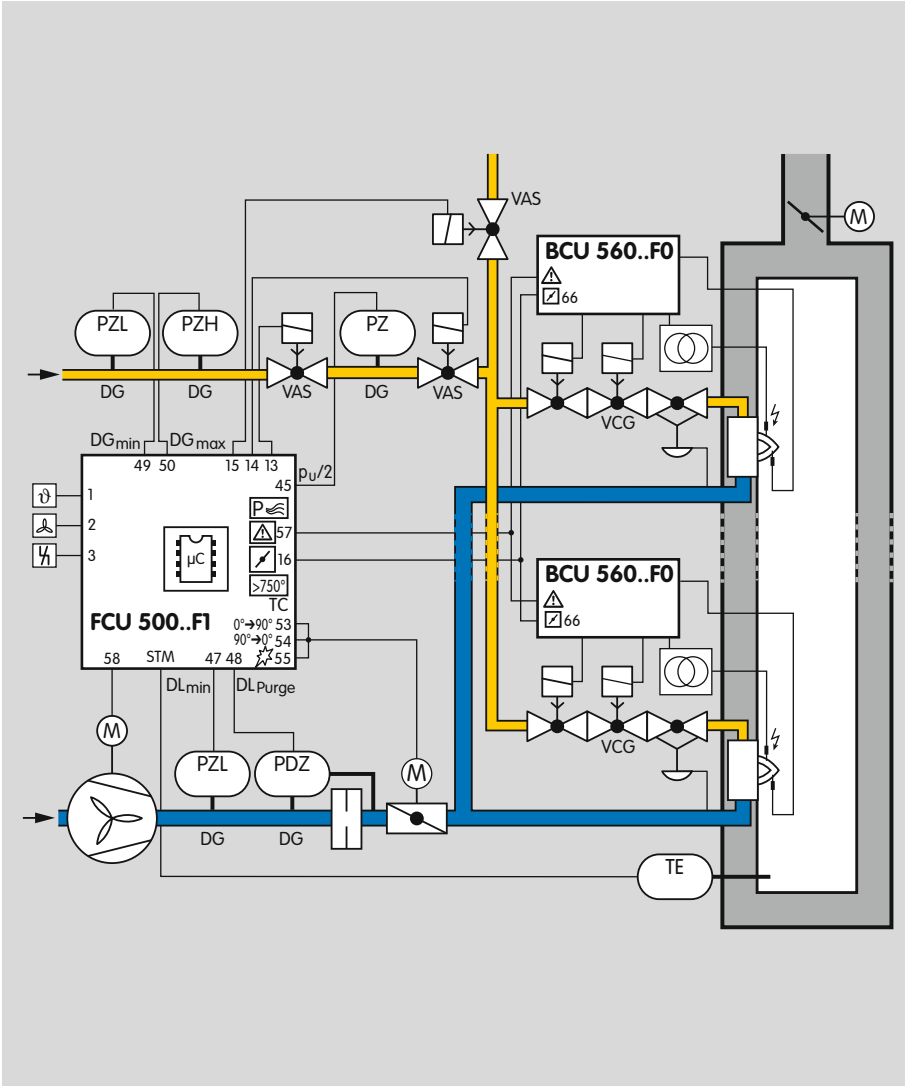 VAS
M
BCU 560..F0
66
PZL
PZH
PZ
DG
DG
VAS
DG
VAS
VCG
DGmin
DGmax
49 50
15 14 13
pu/2
45
ϑ
1
P
2
57
µC
3
16
>750°
TC
BCU 560..F0
66
FCU 500..F1
0°→90° 53
90°→0° 54
55
58
STM
47 48
DLmin
DLPurge
M
VCG
PZL
PDZ
M
DG
DG
TE